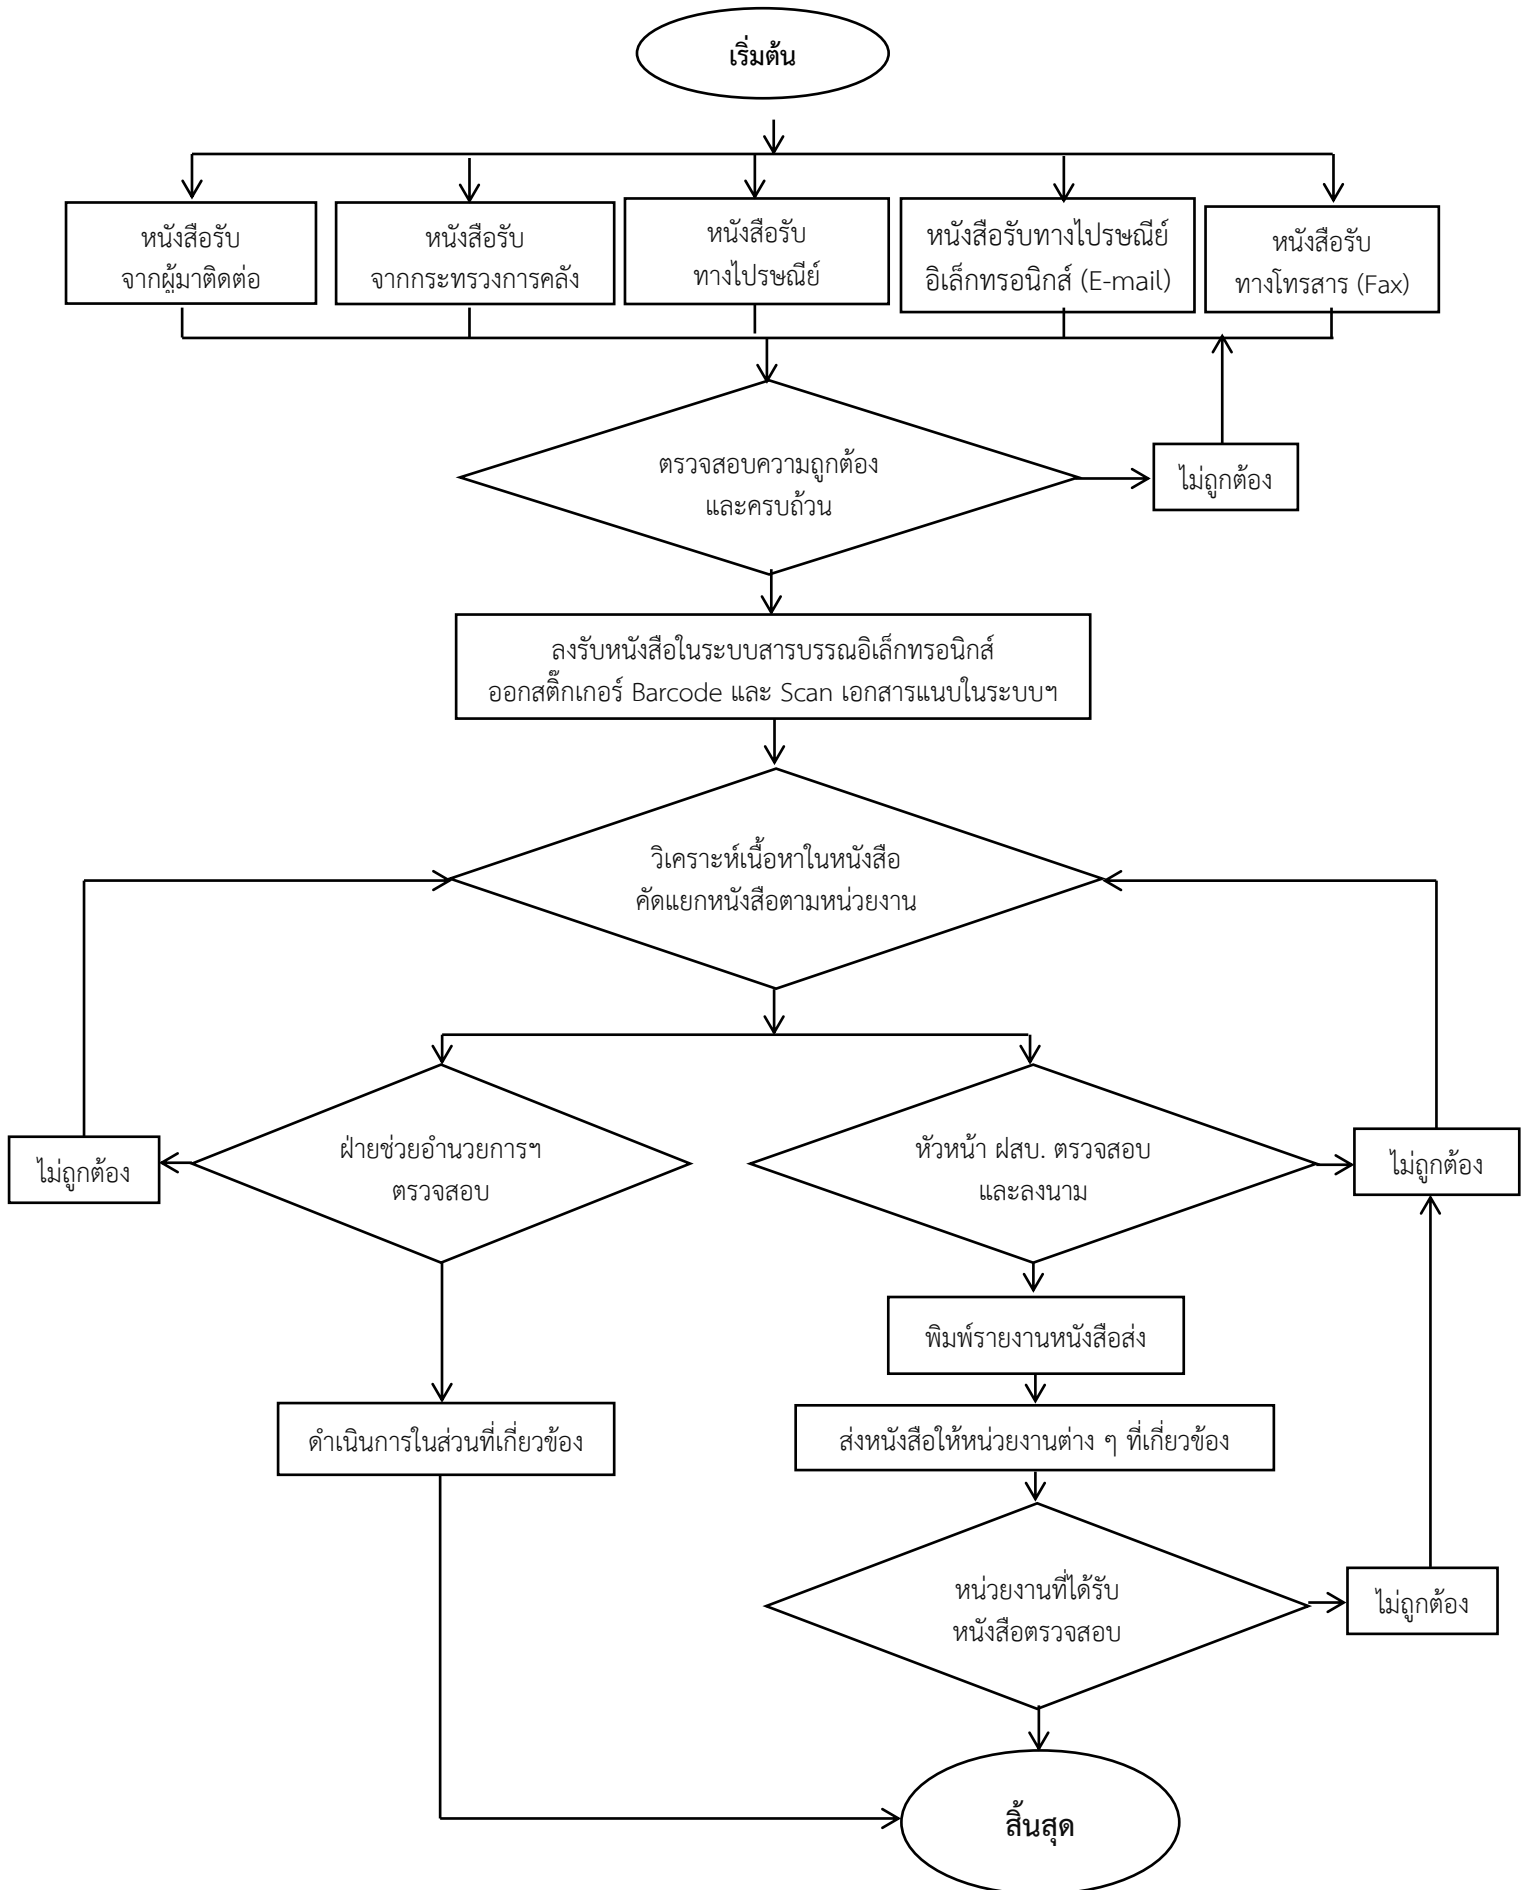 เริ่มต้น
หนังสือรับ
จากผู้มาติดต่อ
หนังสือรับ
จากกระทรวงการคลัง
หนังสือรับ
ทางไปรษณีย์
หนังสือรับทางไปรษณีย์
อิเล็กทรอนิกส์ (E-mail)
หนังสือรับ
ทางโทรสาร (Fax)
ตรวจสอบความถูกต้อง
และครบถ้วน
ไม่ถูกต้อง
ลงรับหนังสือในระบบสารบรรณอิเล็กทรอนิกส์
ออกสติ๊กเกอร์ Barcode และ Scan เอกสารแนบในระบบฯ
วิเคราะห์เนื้อหาในหนังสือ
คัดแยกหนังสือตามหน่วยงาน
ไม่ถูกต้อง
ฝ่ายช่วยอำนวยการฯ
ตรวจสอบ
หัวหน้า ฝสบ. ตรวจสอบ
และลงนาม
ไม่ถูกต้อง
พิมพ์รายงานหนังสือส่ง
ดำเนินการในส่วนที่เกี่ยวข้อง
ส่งหนังสือให้หน่วยงานต่าง ๆ ที่เกี่ยวข้อง
หน่วยงานที่ได้รับ
หนังสือตรวจสอบ
ไม่ถูกต้อง
สิ้นสุด